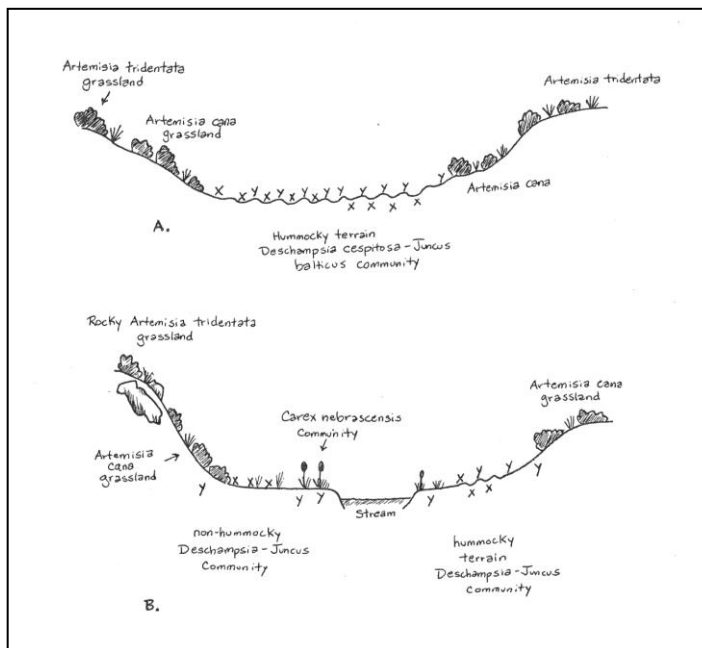 Artemisia tridentata
grassland
Artemisia cana
grassland
Artemisia tridentata
Artemisia cana
x x x x x x x x x x x
y y y y y y y y y
A.
Hummocky terrain
Deschampsia cespitosa-Juncus
balticus community
Rocky Artemisia tridentata
grassland
Carex nebrascensis
Community
Artemisia cana
grassland
Artemisia
cana
grassland
x x x x x
y y y y y y y
Stream
non-hummocky
Deschampsia-Juncus
Community
hummocky
terrain
Deschampsia-Juncus
community
B.